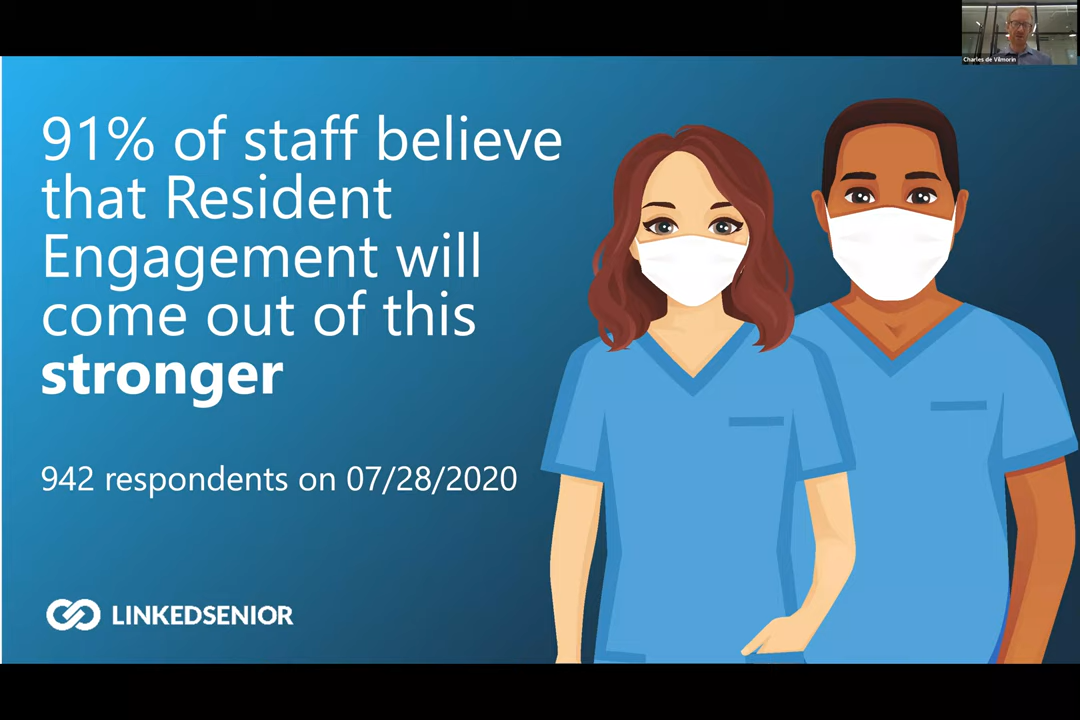 Charles de Vilmorin
91% of staff believe
that Resident
Engagement will
come out of this
stronger
942 respondents on 07/28/2020
LINKEDSENIOR